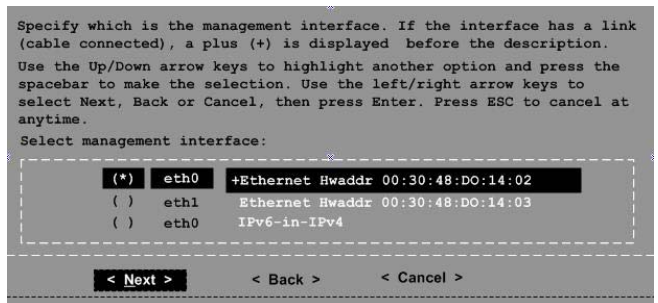 Specify which is the management interface. If the interface has a link
(cable connected), a plus (+) is displayed before the description.
Use the Up/Down arrow keys to highlight another option and press the
spacebar to make the selection. Use the left/right arrow keys to
select Next, Back or Cancel, then press Enter. Press ESC to cancel at
anytime.
Select management interface:
(*) eth0 +Ethernet Hwaddr 00:30:48:DO:14:02
( ) eth1 Ethernet Hwaddr 00:30:48:DO:14:03
( ) eth0 IPv6-in-IPv4
< Next > < Back > < Cancel >